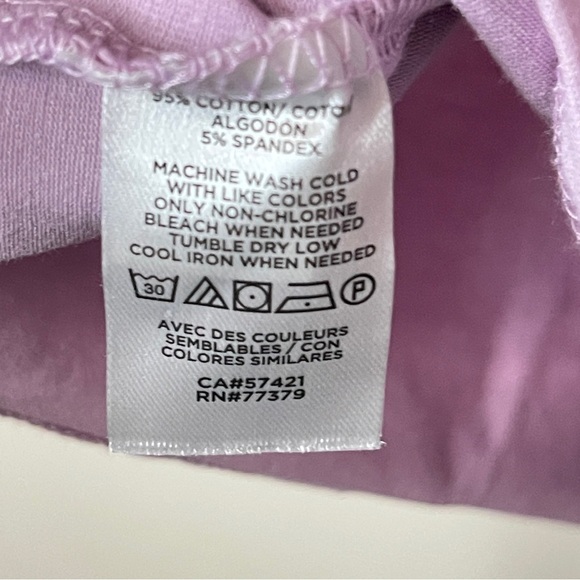 95% COTTON/ COTON
ALGODÓN
5% SPANDEX
MACHINE WASH COLD
WITH LIKE COLORS
ONLY NON-CHLORINE
BLEACH WHEN NEEDED
TUMBLE DRY LOW
COOL IRON WHEN NEEDED
30 P
AVEC DES COULEURS
SEMBLABLES / CON
COLORES SIMILARES
CA#57421
RN#77379